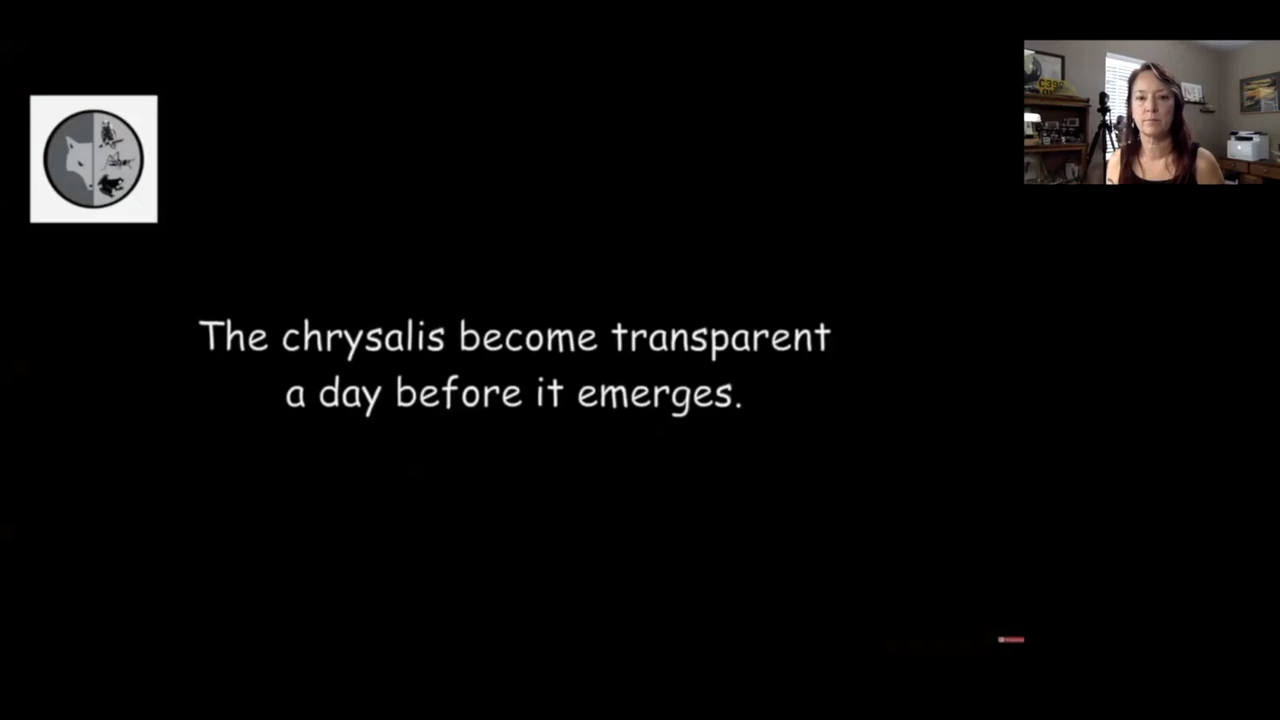 The chrysalis become transparent
a day before it emerges.